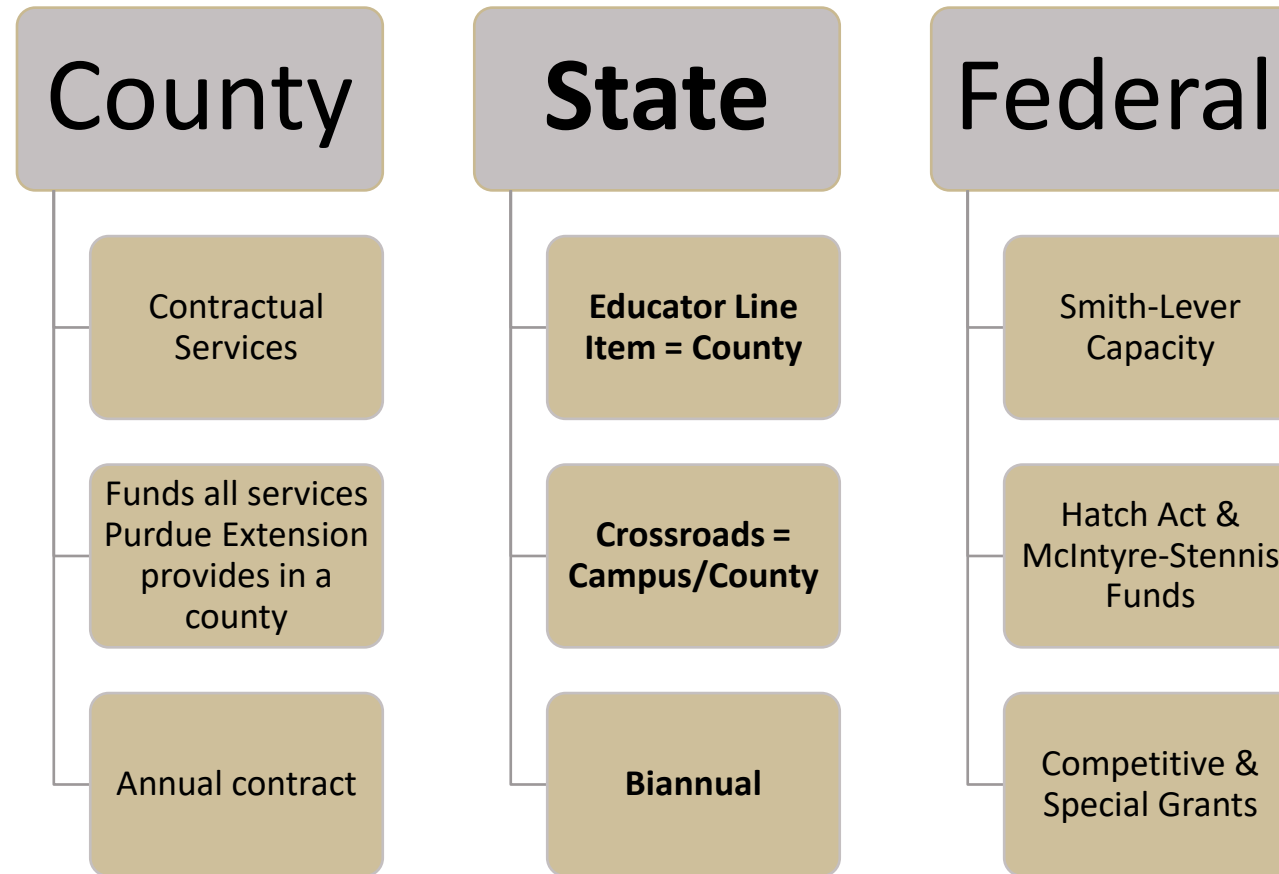 County
Contractual
Services
Funds all services
Purdue Extension
provides in a
county
Annual contract
State
Educator Line
Item = County
Crossroads =
Campus/County
Biannual
Federal
Smith-Lever
Capacity
Hatch Act &
McIntyre-Stennis
Funds
Competitive &
Special Grants